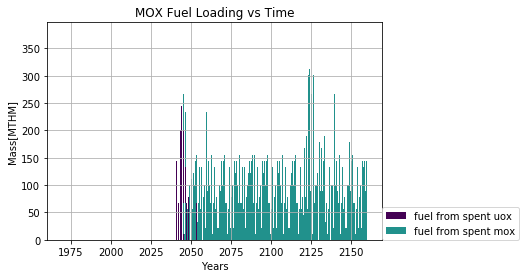 MOX Fuel Loading vs Time
350
300
250
200
150
100
50
0
Mass[MTHM]
1975 2000 2025 2050 2075 2100 2125 2150
Years
fuel from spent uox
fuel from spent mox